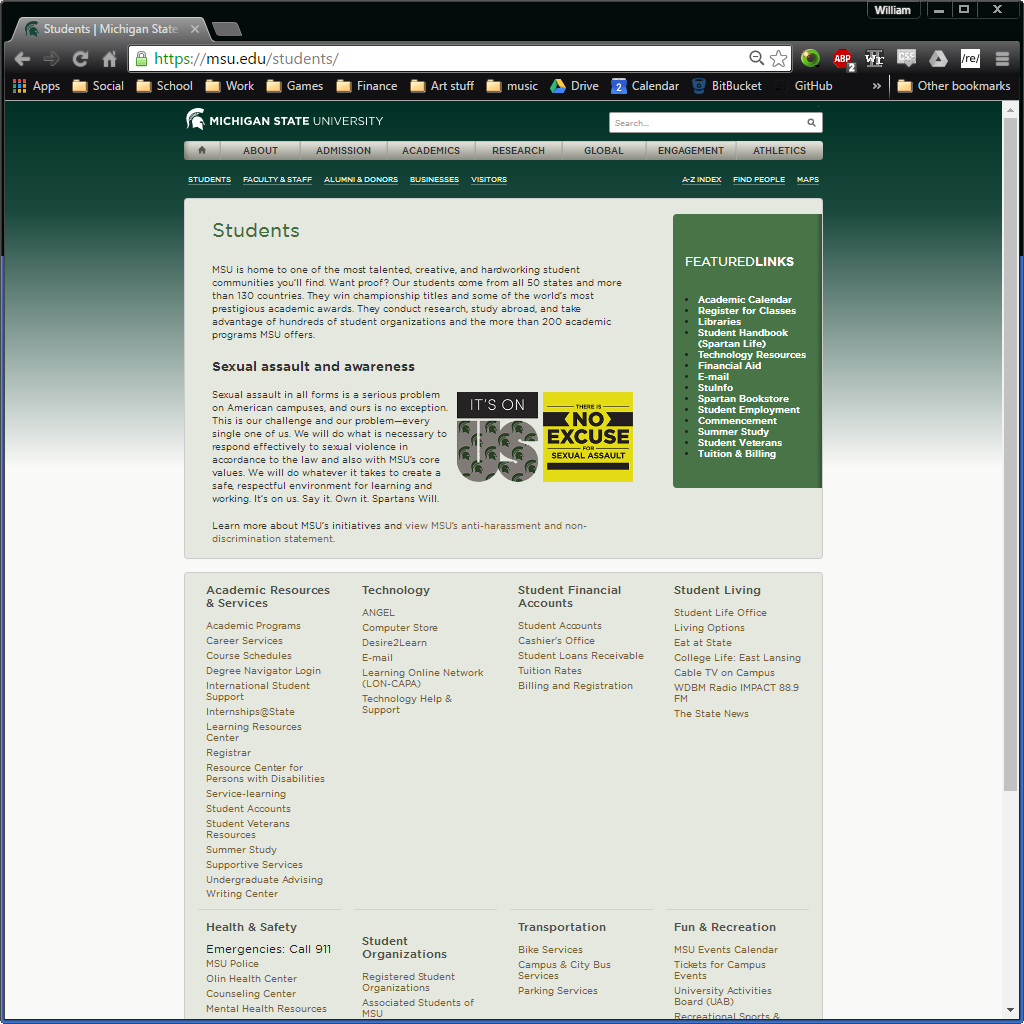 William
Students | Michigan State
https://msu.edu/students/
ABP
2
CSS
/re/
Apps
Social
School
Work
Games
Finance
Art stuff
music
Drive
2
Calendar
BitBucket
GitHub
»
Other bookmarks
MICHIGAN STATE UNIVERSITY
Search...
ABOUT
ADMISSION
ACADEMICS
RESEARCH
GLOBAL
ENGAGEMENT
ATHLETICS
STUDENTS
FACULTY & STAFF
ALUMNI & DONORS
BUSINESSES
VISITORS
A-Z INDEX
FIND PEOPLE
MAPS
Students
MSU is home to one of the most talented, creative, and hardworking student
communities you'll find. Want proof? Our students come from all 50 states and more
than 130 countries. They win championship titles and some of the world's most
prestigious academic awards. They conduct research, study abroad, and take
advantage of hundreds of student organizations and the more than 200 academic
programs MSU offers.
Sexual assault and awareness
Sexual assault in all forms is a serious problem
on American campuses, and ours is no exception.
This is our challenge and our problem—every
single one of us. We will do what is necessary to
respond effectively to sexual violence in
accordance to the law and also with MSU's core
values. We will do whatever it takes to create a
safe, respectful environment for learning and
working. It's on us. Say it. Own it. Spartans Will.
IT'S ON
US
THERE IS
NO
EXCUSE
FOR
SEXUAL ASSAULT
Learn more about MSU's initiatives and view MSU's anti-harassment and non-
discrimination statement.
FEATUREDLINKS
Academic Calendar
Register for Classes
Libraries
Student Handbook
(Spartan Life)
Technology Resources
Financial Aid
E-mail
StuInfo
Spartan Bookstore
Student Employment
Commencement
Summer Study
Student Veterans
Tuition & Billing
Academic Resources
& Services
Academic Programs
Career Services
Course Schedules
Degree Navigator Login
International Student
Support
Internships@State
Learning Resources
Center
Registrar
Resource Center for
Persons with Disabilities
Service-learning
Student Accounts
Student Veterans
Resources
Summer Study
Supportive Services
Undergraduate Advising
Writing Center
Technology
ANGEL
Computer Store
Desire2Learn
E-mail
Learning Online Network
(LON-CAPA)
Technology Help &
Support
Student Financial
Accounts
Student Accounts
Cashier's Office
Student Loans Receivable
Tuition Rates
Billing and Registration
Student Living
Student Life Office
Living Options
Eat at State
College Life: East Lansing
Cable TV on Campus
WDBM Radio IMPACT 88.9
FM
The State News
Health & Safety
Emergencies: Call 911
MSU Police
Olin Health Center
Counseling Center
Mental Health Resources
Student
Organizations
Registered Student
Organizations
Associated Students of
MSU
Transportation
Bike Services
Campus & City Bus
Services
Parking Services
Fun & Recreation
MSU Events Calendar
Tickets for Campus
Events
University Activities
Board (UAB)
Recreational Sports &